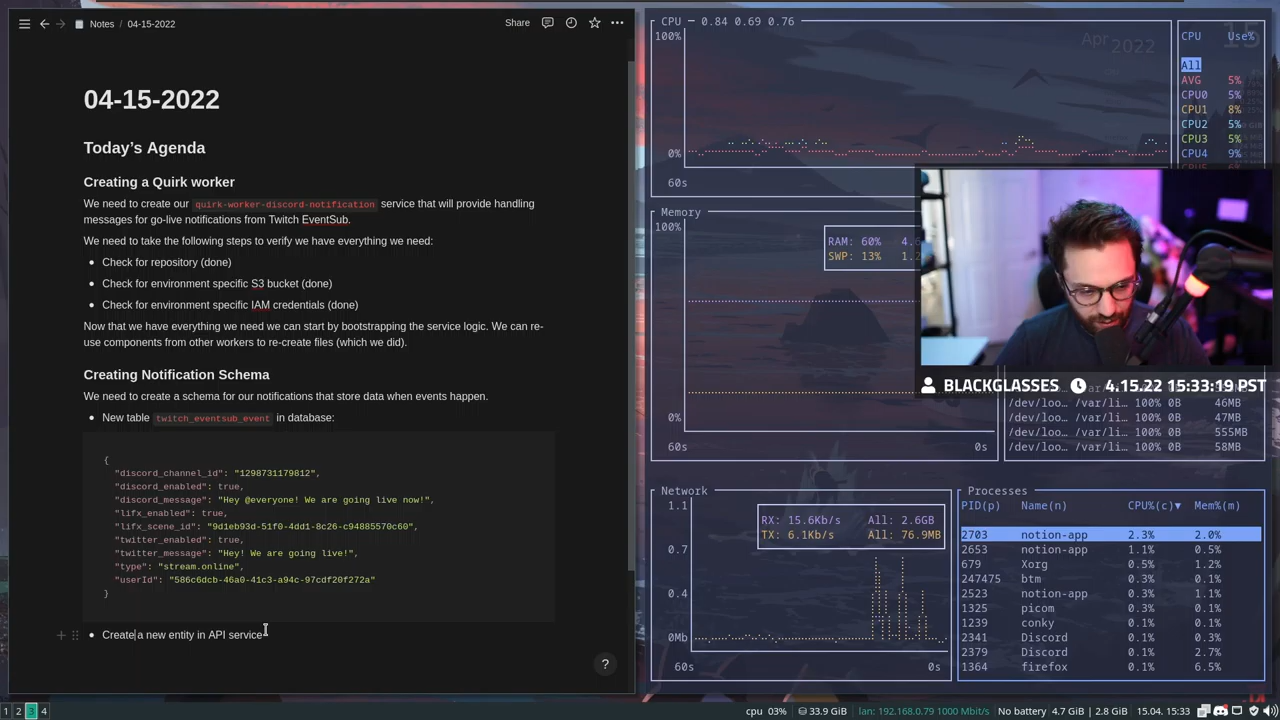 Notes / 04-15-2022
Share
04-15-2022
Today's Agenda
Creating a Quirk worker
We need to create our quirk-worker-discord-notification service that will provide handling
messages for go-live notifications from Twitch EventSub.
We need to take the following steps to verify we have everything we need:
Check for repository (done)
Check for environment specific S3 bucket (done)
Check for environment specific IAM credentials (done)
Now that we have everything we need we can start by bootstrapping the service logic. We can re-
use components from other workers to re-create files (which we did).
Creating Notification Schema
We need to create a schema for our notifications that store data when events happen.
New table twitch_eventsub_event in database:
{
"discord_channel_id": "1298731179812",
"discord_enabled": true,
"discord_message": "Hey @everyone! We are going live now!",
"lifx_enabled": true,
"lifx_scene_id": "9d1eb93d-51f0-4dd1-8c26-c94885570c60",
"twitter_enabled": true,
"twitter_message": "Hey! We are going live!",
"type": "stream.online",
"userId": "586c6dcb-46a0-41c3-a94c-97cdf20f272a"
}
Create a new entity in API service
?
CPU — 0.84 0.69 0.76
100%
0%
60s
Apr 2022
15
CPU Use%
All
AVG 5%
CPU0 5%
CPU1 8%
CPU2 5%
CPU3 5%
CPU4 9%
Memory
100%
RAM: 60%
SWP: 13%
0%
60s 0s
BLACKGLASSES 4.15.22 15:33:19 PST
/dev/loo… /var/li… 100% 0B 46MB
/dev/loo… /var/li… 100% 0B 47MB
/dev/loo… /var/li… 100% 0B 555MB
/dev/loo… /var/li… 100% 0B 58MB
Network
1.1
0.7
0.4
0Mb
60s 0s
RX: 15.6Kb/s All: 2.6GB
TX: 6.1Kb/s All: 76.9MB
Processes
PID(p) Name(n) CPU%(c)▼ Mem%(m)
2703 notion-app 2.3% 2.0%
2653 notion-app 1.1% 0.5%
679 Xorg 0.5% 1.2%
247475 btm 0.3% 0.1%
2523 notion-app 0.3% 1.1%
1325 picom 0.3% 0.1%
1239 conky 0.1% 0.1%
2341 Discord 0.1% 0.3%
2379 Discord 0.1% 2.7%
1364 firefox 0.1% 6.5%
1 2 3 4
cpu 03% 33.9 GiB lan: 192.168.0.79 1000 Mbit/s No battery 4.7 GiF | 2.8 GiB 15.04. 15:33